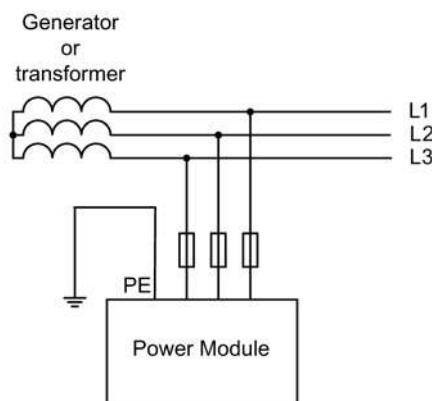 Generator
or
transformer
L1
L2
L3
PE
Power Module